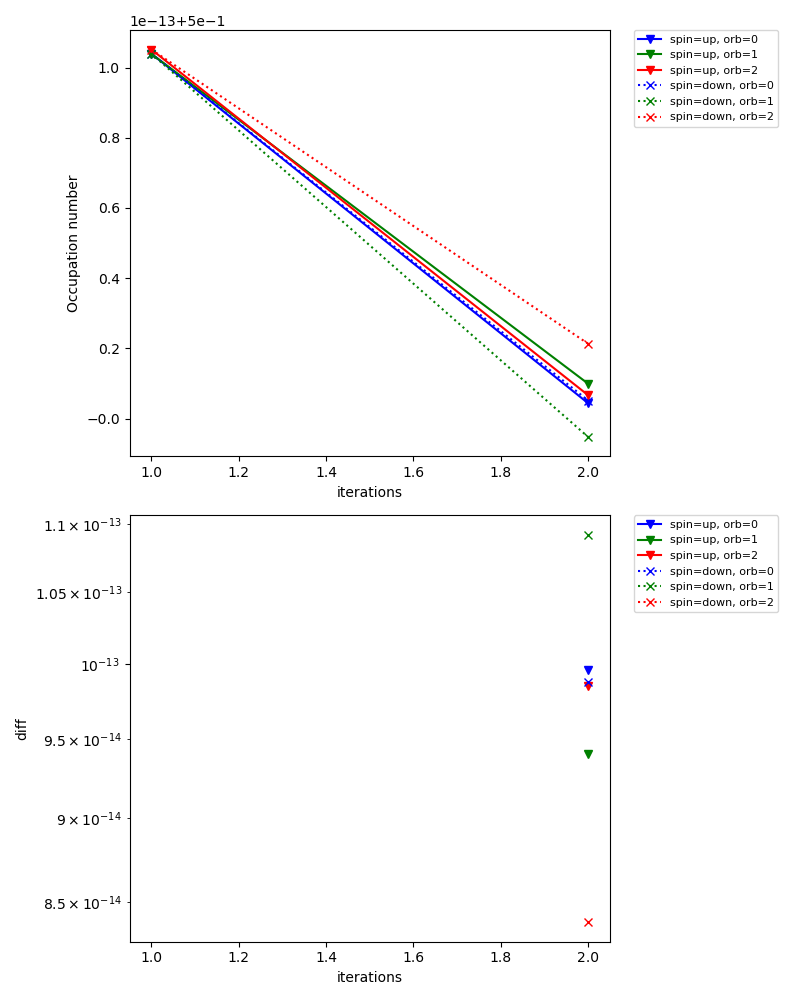 1e−13+5e−1
1.0
0.8
0.6
0.4
0.2
−0.0
Occupation number
1.0 1.2 1.4 1.6 1.8 2.0
iterations
spin=up, orb=0
spin=up, orb=1
spin=up, orb=2
spin=down, orb=0
spin=down, orb=1
spin=down, orb=2
1.1 × 10⁻¹³
1.05 × 10⁻¹³
10⁻¹³
9.5 × 10⁻¹⁴
9 × 10⁻¹⁴
8.5 × 10⁻¹⁴
diff
1.0 1.2 1.4 1.6 1.8 2.0
iterations
spin=up, orb=0
spin=up, orb=1
spin=up, orb=2
spin=down, orb=0
spin=down, orb=1
spin=down, orb=2